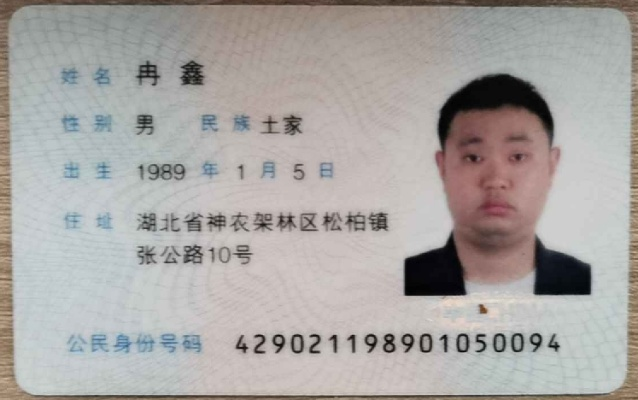 姓名 冉鑫
性别 男 民族 土家
出生 1989 年 1 月 5 日
住址 湖北省神农架林区松柏镇
张公路10号
公民身份号码 429021198901050094